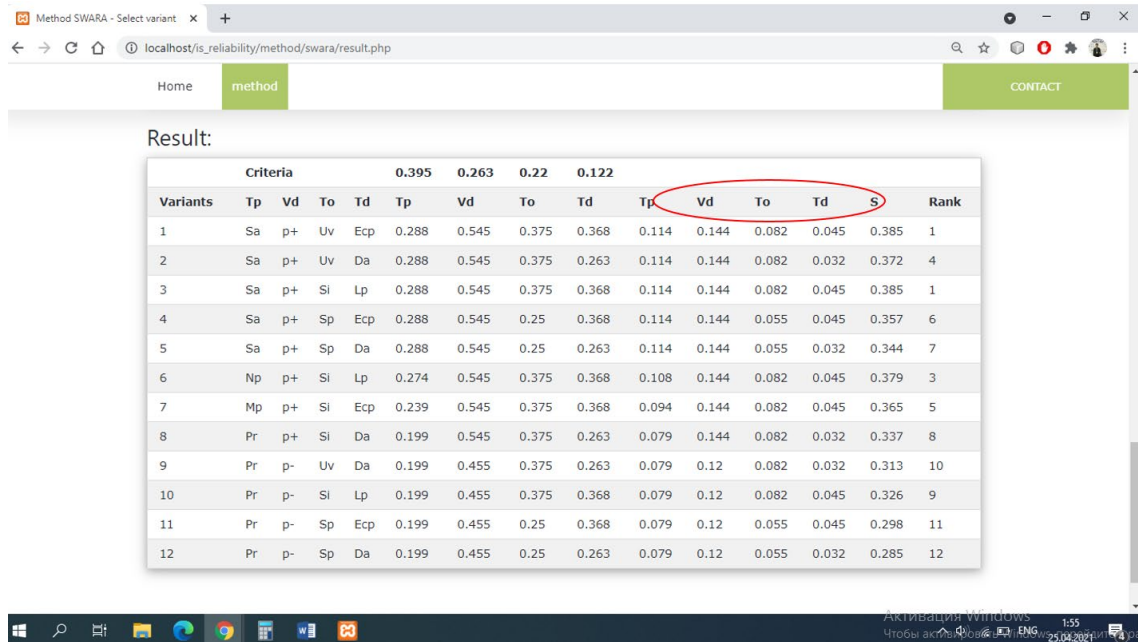 Method SWARA - Select variant
localhost/is_reliability/method/swara/result.php
Home method CONTACT
Result:
Criteria 0.395 0.263 0.22 0.122
Variants Tp Vd To Td Tp Vd To Td Tp Vd To Td S Rank
1 Sa p+ Uv Ecp 0.288 0.545 0.375 0.368 0.114 0.144 0.082 0.045 0.385 1
2 Sa p+ Uv Da 0.288 0.545 0.375 0.263 0.114 0.144 0.082 0.032 0.372 4
3 Sa p+ Si Lp 0.288 0.545 0.375 0.368 0.114 0.144 0.082 0.045 0.385 1
4 Sa p+ Sp Ecp 0.288 0.545 0.25 0.368 0.114 0.144 0.055 0.045 0.357 6
5 Sa p+ Sp Da 0.288 0.545 0.25 0.263 0.114 0.144 0.055 0.032 0.344 7
6 Np p+ Si Lp 0.274 0.545 0.375 0.368 0.108 0.144 0.082 0.045 0.379 3
7 Mp p+ Si Ecp 0.239 0.545 0.375 0.368 0.094 0.144 0.082 0.045 0.365 5
8 Pr p+ Si Da 0.199 0.545 0.375 0.263 0.079 0.144 0.082 0.032 0.337 8
9 Pr p- Uv Da 0.199 0.455 0.375 0.263 0.079 0.12 0.082 0.032 0.313 10
10 Pr p- Si Lp 0.199 0.455 0.375 0.368 0.079 0.12 0.082 0.045 0.326 9
11 Pr p- Sp Ecp 0.199 0.455 0.25 0.368 0.079 0.12 0.055 0.045 0.298 11
12 Pr p- Sp Da 0.199 0.455 0.25 0.263 0.079 0.12 0.055 0.032 0.285 12
Активация Windows
Чтобы
ENG 1:55
25.04.2021